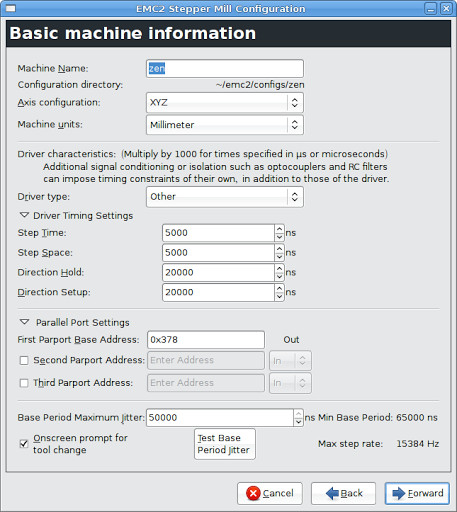 EMC2 Stepper Mill Configuration
Basic machine information
Machine Name: zen
Configuration directory: ~/emc2/configs/zen
Axis configuration: XYZ
Machine units: Millimeter
Driver characteristics: (Multiply by 1000 for times specified in µs or microseconds)
Additional signal conditioning or isolation such as optocouplers and RC filters
can impose timing constraints of their own, in addition to those of the driver.
Driver type: Other
Driver Timing Settings
Step Time: 5000 ns
Step Space: 5000 ns
Direction Hold: 20000 ns
Direction Setup: 20000 ns
Parallel Port Settings
First Parport Base Address: 0x378 Out
Second Parport Address: Enter Address In
Third Parport Address: Enter Address In
Base Period Maximum Jitter: 50000 ns Min Base Period: 65000 ns
Onscreen prompt for tool change
Test Base Period Jitter
Max step rate: 15384 Hz
Cancel Back Forward